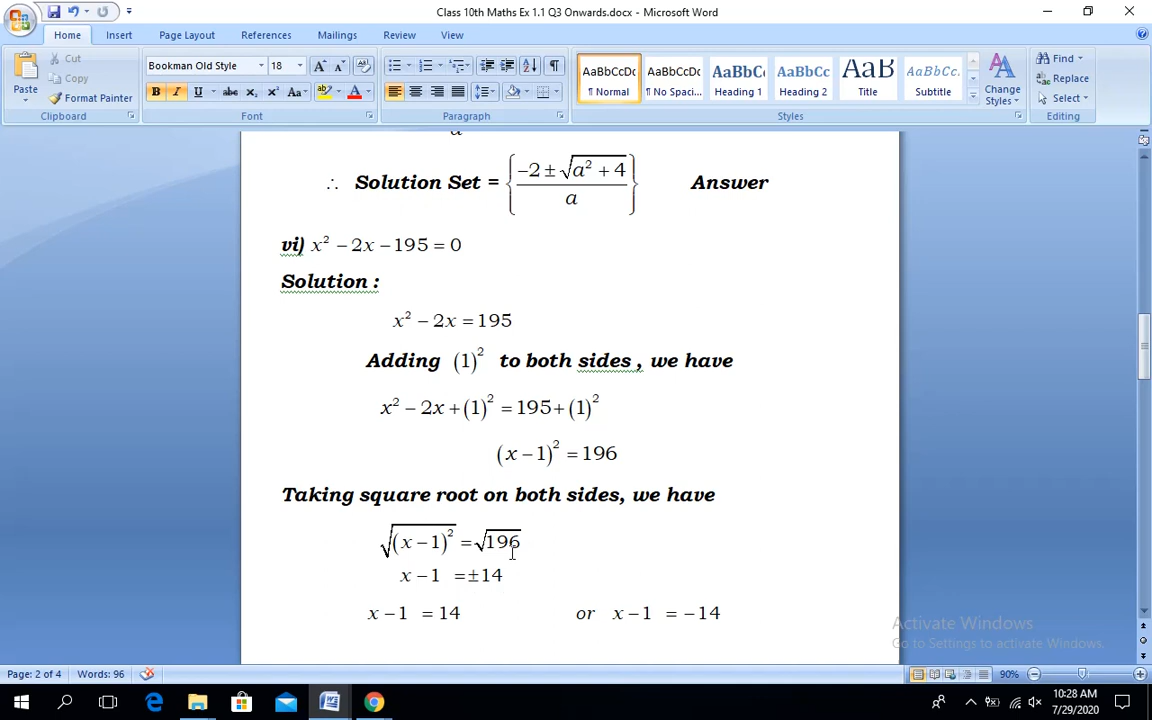 Class 10th Maths Ex 1.1 Q3 Onwards.docx - Microsoft Word
Home Insert Page Layout References Mailings Review View
Paste Cut Copy Format Painter Clipboard
Bookman Old Style 18 Font
Paragraph
AaBbCcDc ¶ Normal AaBbCcDc ¶ No Spaci... AaBbC Heading 1 AaBbCc Heading 2 AaB Title AaBbCc. Subtitle Change Styles Styles
Find Replace Select Editing
a
∴ Solution Set = {(−2 ± √(a² + 4))/a} Answer
vi) x² − 2x − 195 = 0
Solution :
x² − 2x = 195
Adding (1)² to both sides , we have
x² − 2x + (1)² = 195 + (1)²
(x − 1)² = 196
Taking square root on both sides, we have
√(x − 1)² = √196
x − 1 = ±14
x − 1 = 14 or x − 1 = −14
Activate Windows
Go to Settings to activate Windows.
Page: 2 of 4 Words: 96 90%
10:28 AM
7/29/2020